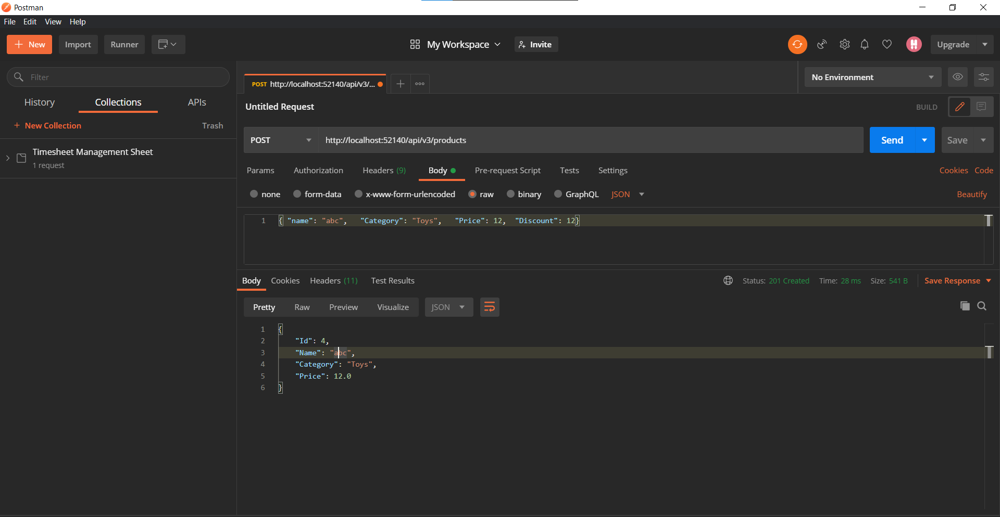 Postman
File Edit View Help
+ New Import Runner
My Workspace Invite
Upgrade
Filter
History Collections APIs
+ New Collection Trash
Timesheet Management Sheet
1 request
POST http://localhost:52140/api/v3/...
No Environment
Untitled Request
BUILD
POST http://localhost:52140/api/v3/products
Send Save
Params Authorization Headers (9) Body Pre-request Script Tests Settings Cookies Code
none form-data x-www-form-urlencoded raw binary GraphQL JSON Beautify
1 { "name": "abc", "Category": "Toys", "Price": 12, "Discount": 12}
Body Cookies Headers (11) Test Results Status: 201 Created Time: 28 ms Size: 541 B Save Response
Pretty Raw Preview Visualize JSON
1 {
2 "Id": 4,
3 "Name": "abc",
4 "Category": "Toys",
5 "Price": 12.0
6 }